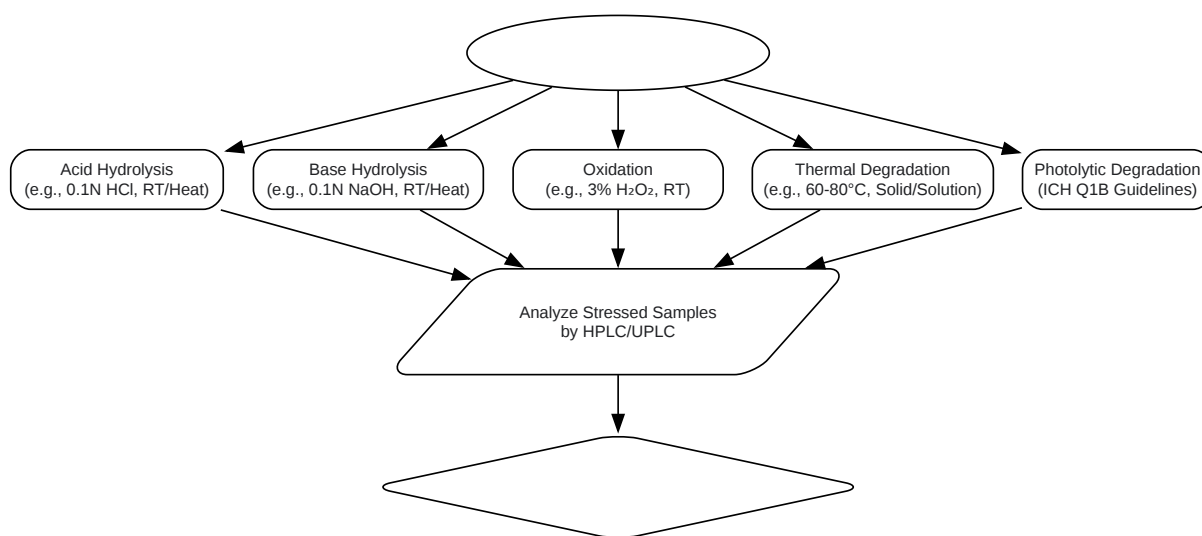 Acid Hydrolysis
(e.g., 0.1N HCl, RT/Heat)
Base Hydrolysis
(e.g., 0.1N NaOH, RT/Heat)
Oxidation
(e.g., 3% H₂O₂, RT)
Thermal Degradation
(e.g., 60-80°C, Solid/Solution)
Photolytic Degradation
(ICH Q1B Guidelines)
Analyze Stressed Samples
by HPLC/UPLC